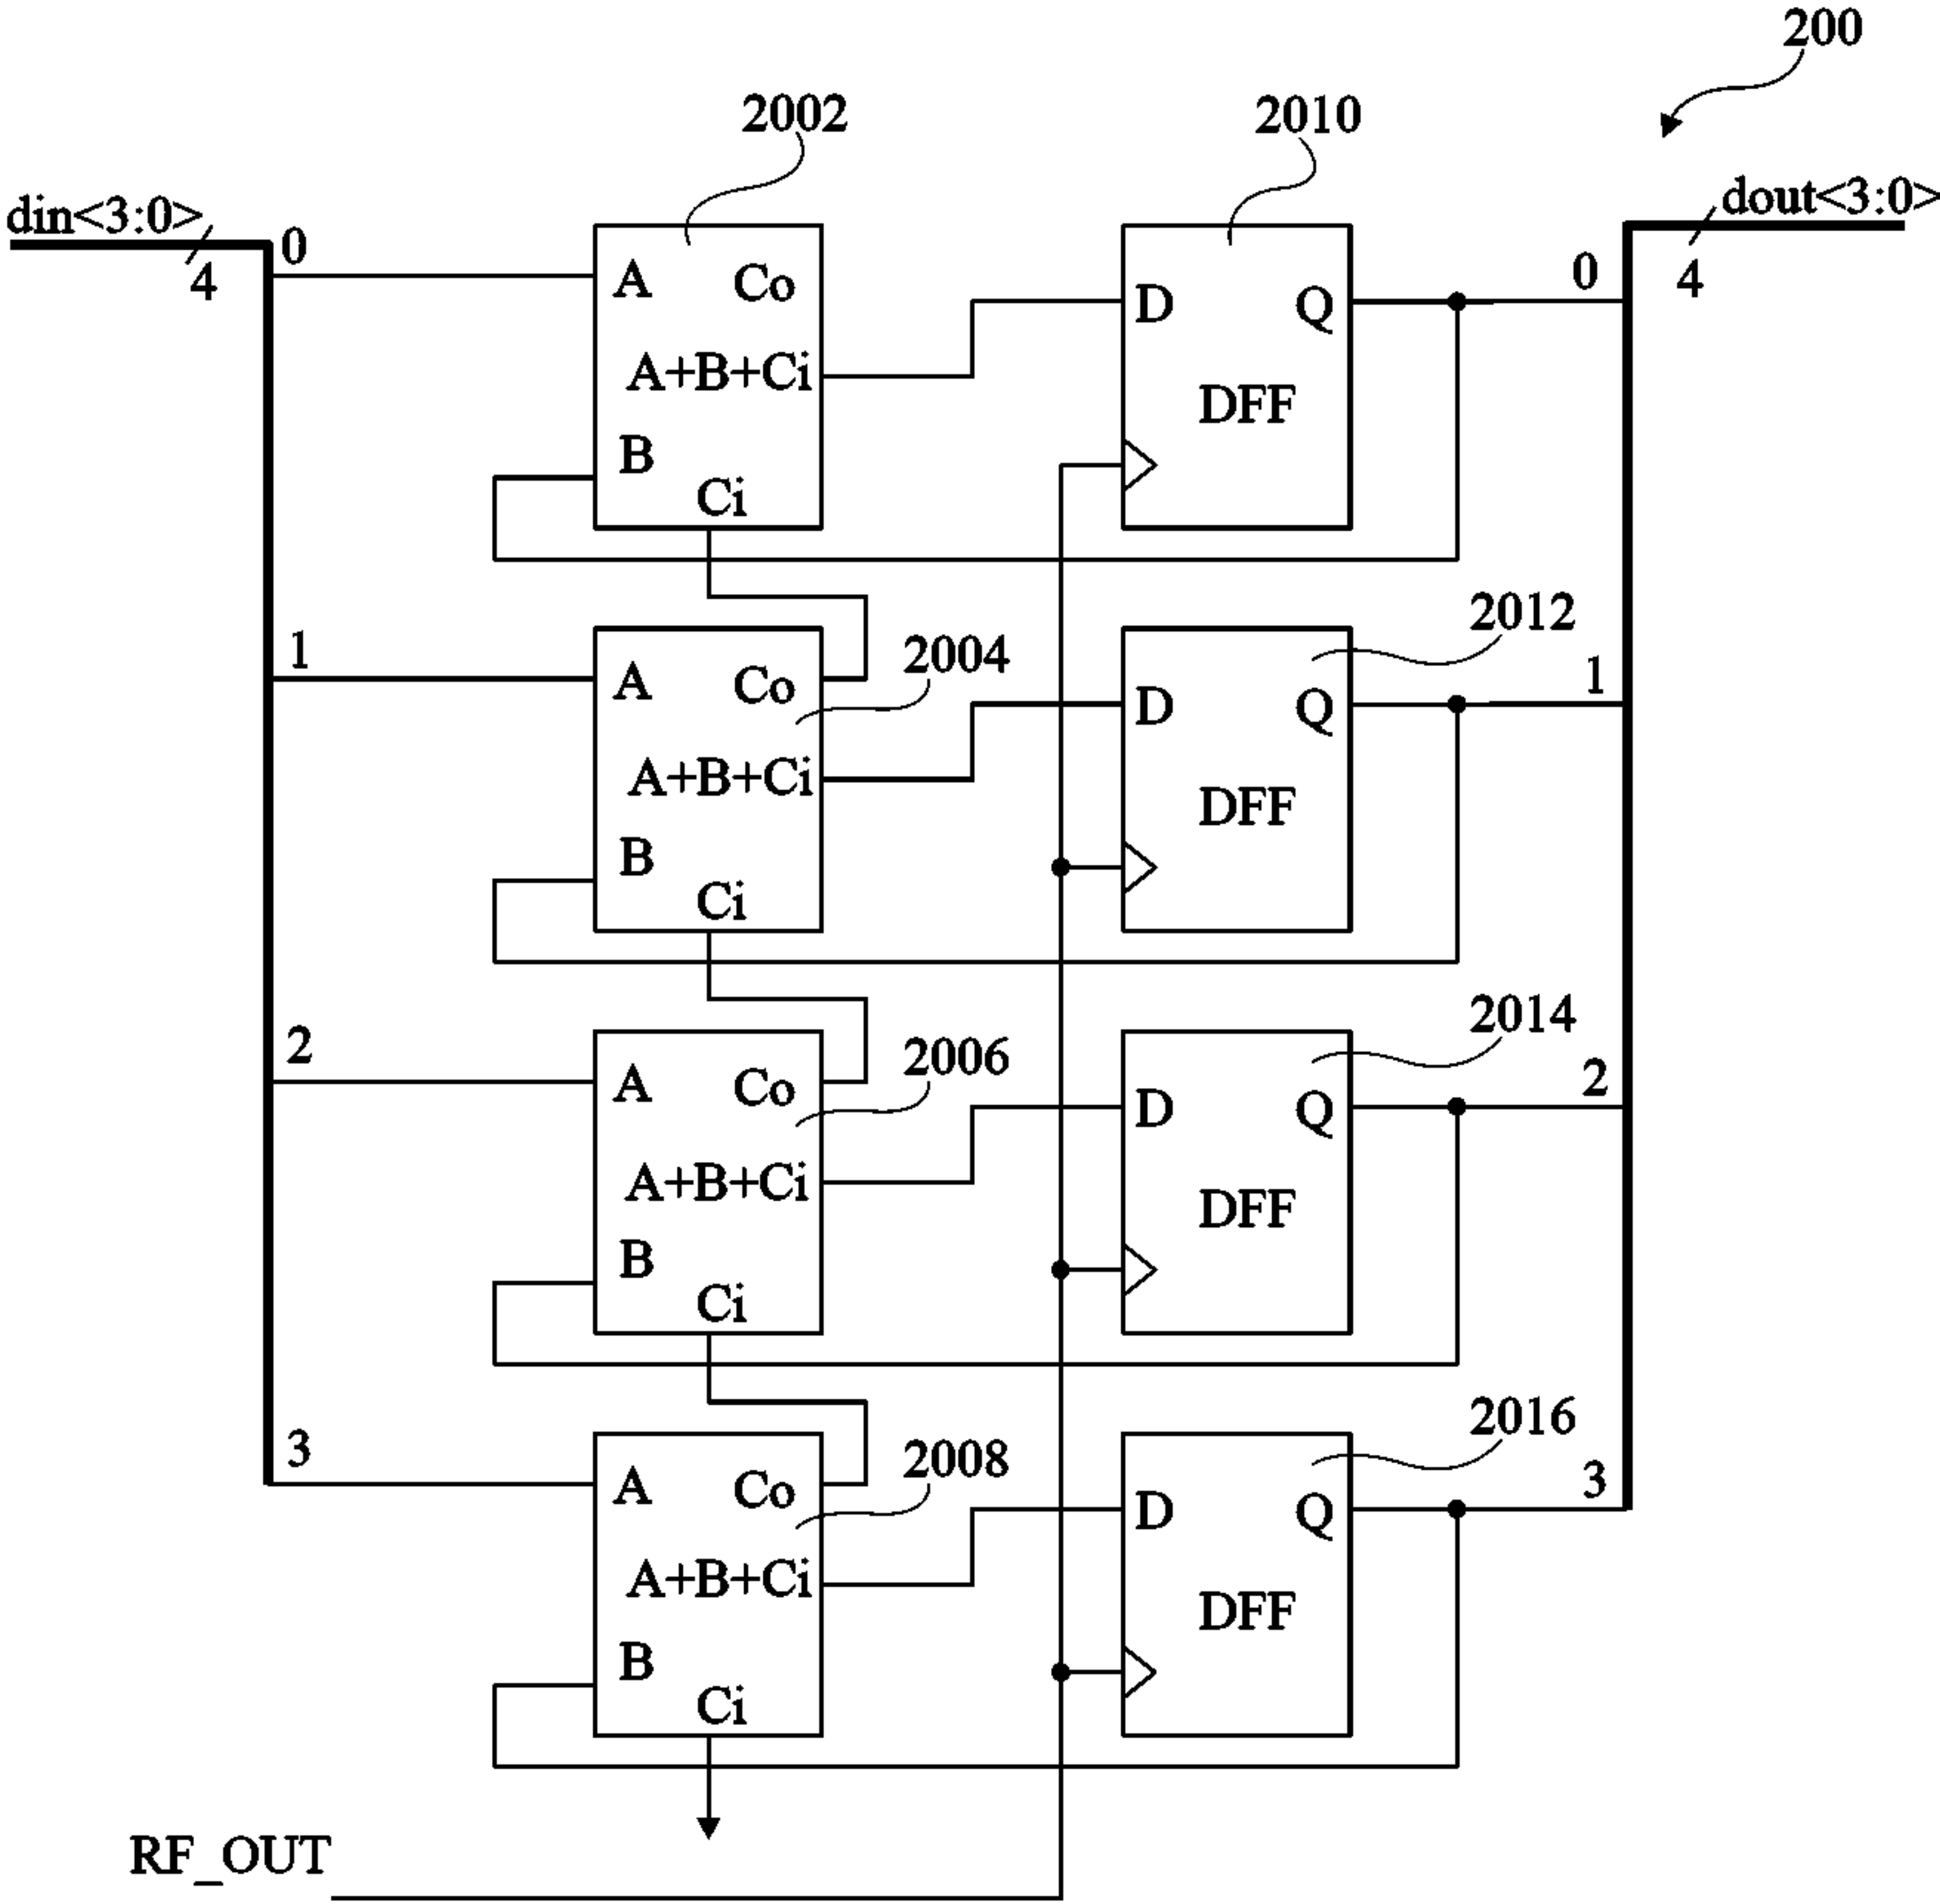 200
2002
2010
din<3:0>
4
dout<3:0>
4
0
A
Co
A+B+Ci
B
Ci
D
Q
DFF
0
1
2004
A
Co
A+B+Ci
B
Ci
2012
D
Q
DFF
1
2
2006
A
Co
A+B+Ci
B
Ci
2014
D
Q
DFF
2
3
2008
A
Co
A+B+Ci
B
Ci
2016
D
Q
DFF
3
RF_OUT